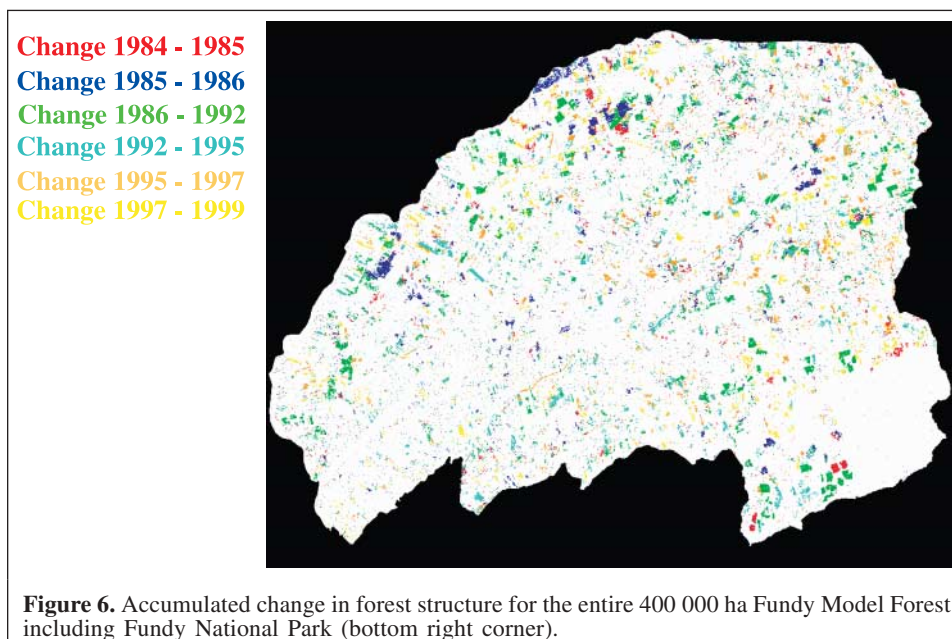 Change 1984 - 1985
Change 1985 - 1986
Change 1986 - 1992
Change 1992 - 1995
Change 1995 - 1997
Change 1997 - 1999
Figure 6. Accumulated change in forest structure for the entire 400 000 ha Fundy Model Forest
including Fundy National Park (bottom right corner).